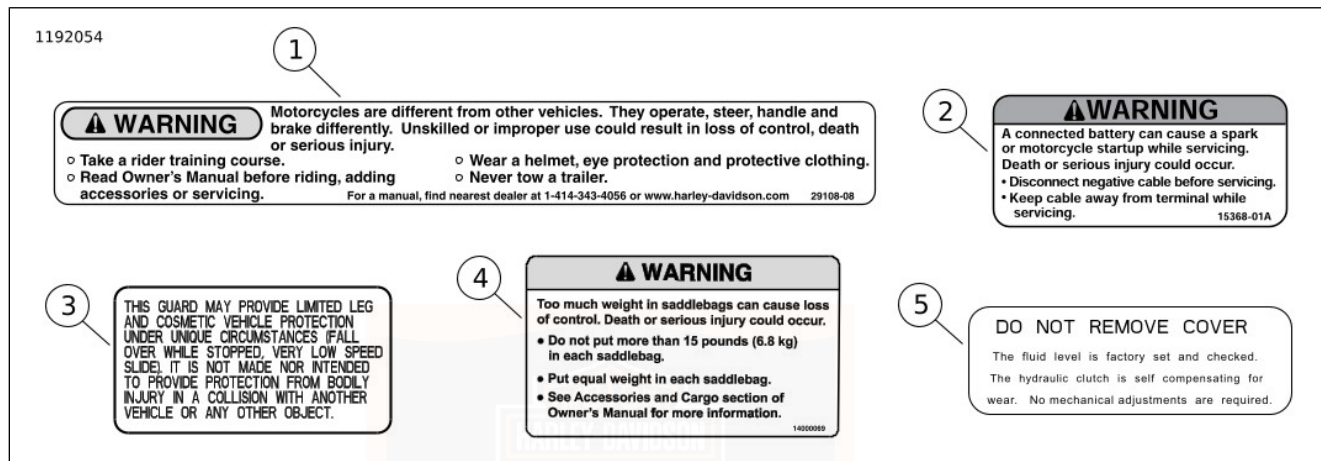 1192054
1
⚠ WARNING
Motorcycles are different from other vehicles. They operate, steer, handle and
brake differently. Unskilled or improper use could result in loss of control, death
or serious injury.
○ Take a rider training course.
○ Read Owner's Manual before riding, adding
accessories or servicing.
○ Wear a helmet, eye protection and protective clothing.
○ Never tow a trailer.
For a manual, find nearest dealer at 1-414-343-4056 or www.harley-davidson.com 29108-08
2
⚠WARNING
A connected battery can cause a spark
or motorcycle startup while servicing.
Death or serious injury could occur.
• Disconnect negative cable before servicing.
• Keep cable away from terminal while
servicing.
15368-01A
3
THIS GUARD MAY PROVIDE LIMITED LEG
AND COSMETIC VEHICLE PROTECTION
UNDER UNIQUE CIRCUMSTANCES (FALL
OVER WHILE STOPPED, VERY LOW SPEED
SLIDE). IT IS NOT MADE NOR INTENDED
TO PROVIDE PROTECTION FROM BODILY
INJURY IN A COLLISION WITH ANOTHER
VEHICLE OR ANY OTHER OBJECT.
4
⚠ WARNING
Too much weight in saddlebags can cause loss
of control. Death or serious injury could occur.
• Do not put more than 15 pounds (6.8 kg)
in each saddlebag.
• Put equal weight in each saddlebag.
• See Accessories and Cargo section of
Owner's Manual for more information.
14000069
5
DO NOT REMOVE COVER
The fluid level is factory set and checked.
The hydraulic clutch is self compensating for
wear. No mechanical adjustments are required.
HARLEY-DAVIDSON